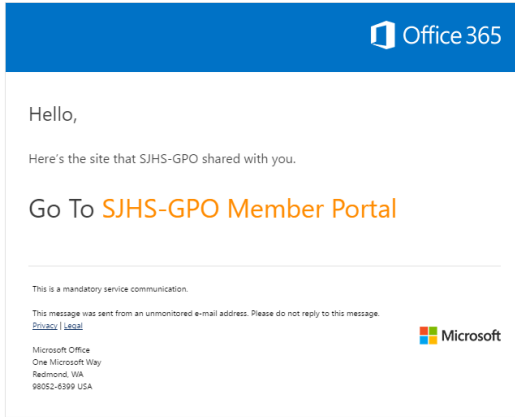 Office 365
Hello,
Here's the site that SJHS-GPO shared with you.
Go To SJHS-GPO Member Portal
This is a mandatory service communication.
This message was sent from an unmonitored e-mail address. Please do not reply to this message.
Privacy | Legal
Microsoft
Microsoft Office
One Microsoft Way
Redmond, WA
98052-6399 USA